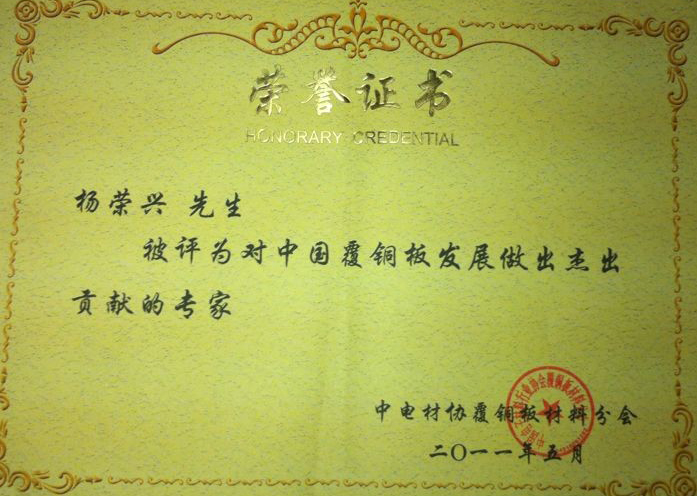 荣誉证书
HONORARY CREDENTIAL
杨荣兴 先生
被评为对中国覆铜板发展做出杰出
贡献的专家
中电材协覆铜板材料分会
二〇一一年五月